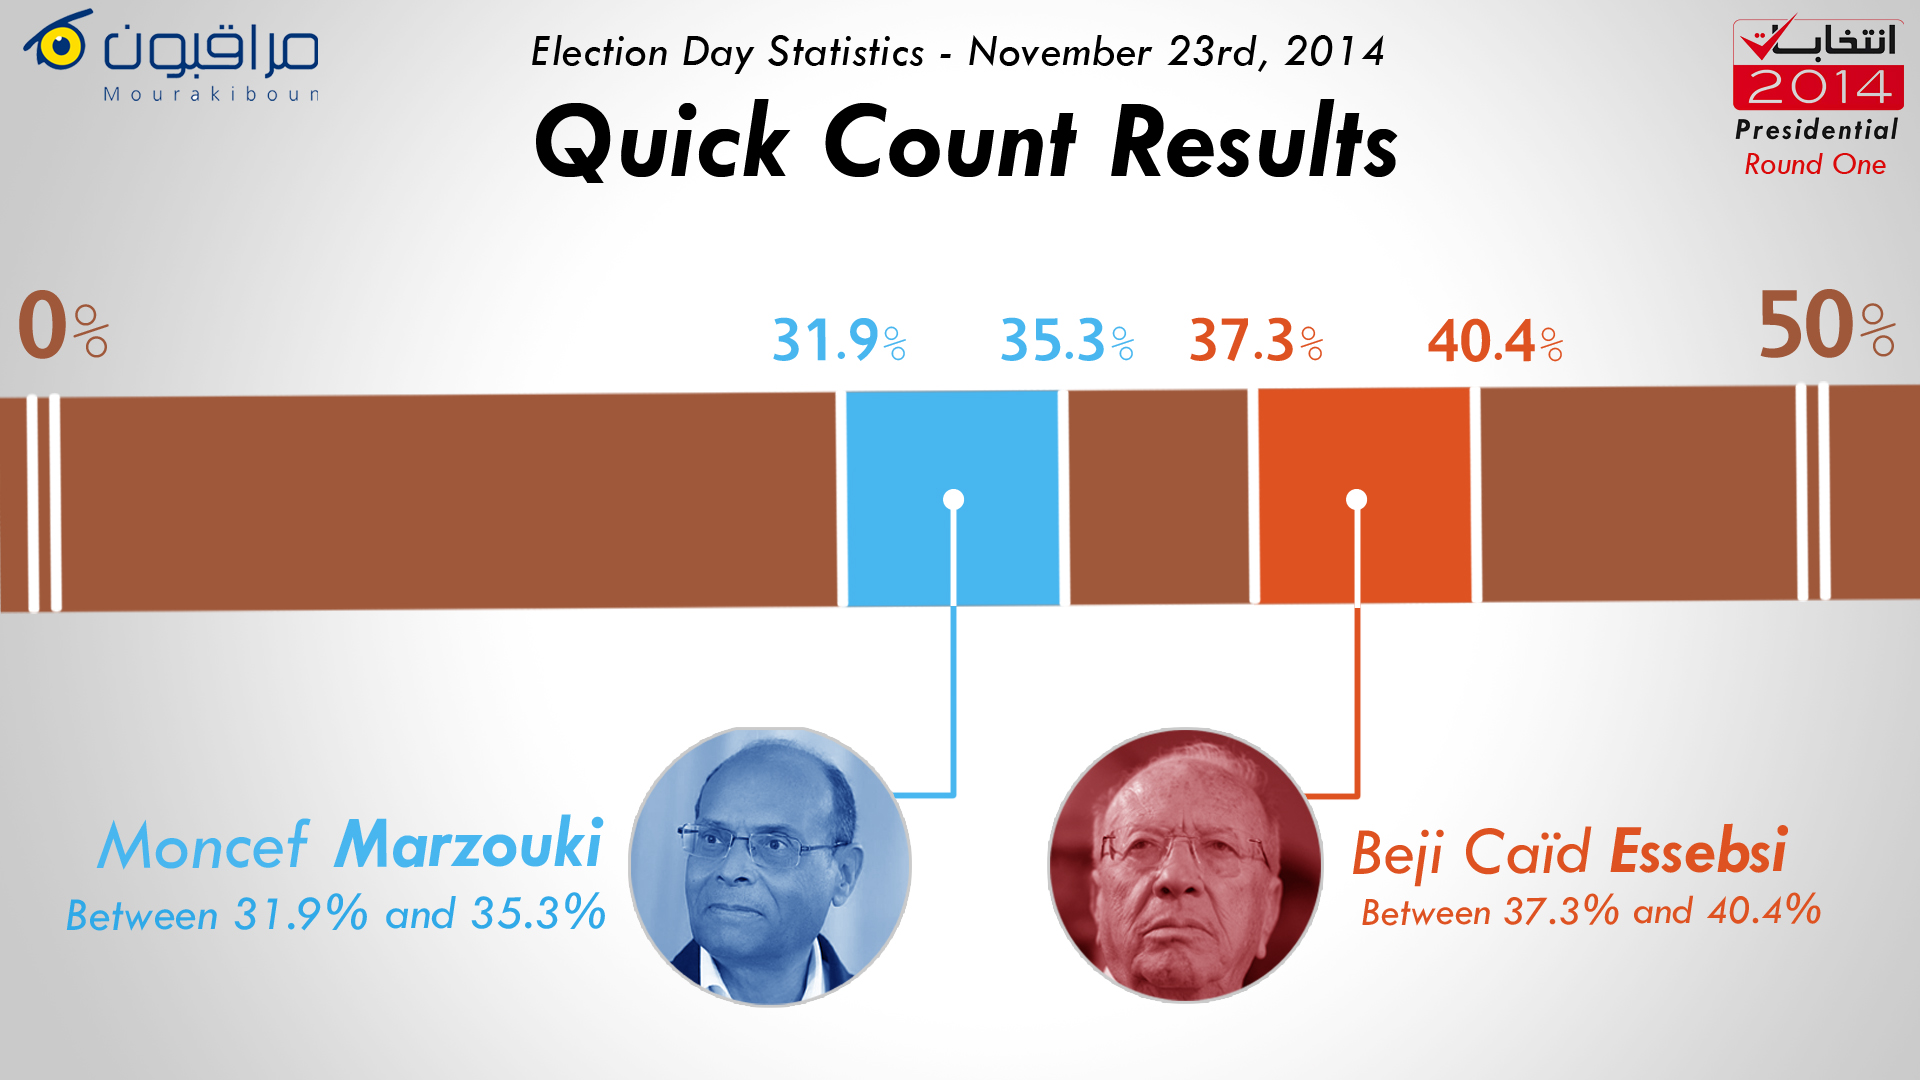 مراقبون
Mourakiboun
Election Day Statistics - November 23rd, 2014
Quick Count Results
انتخابات
2014
Presidential
Round One
0%
31.9%
35.3%
37.3%
40.4%
50%
Moncef Marzouki
Between 31.9% and 35.3%
Beji Caïd Essebsi
Between 37.3% and 40.4%